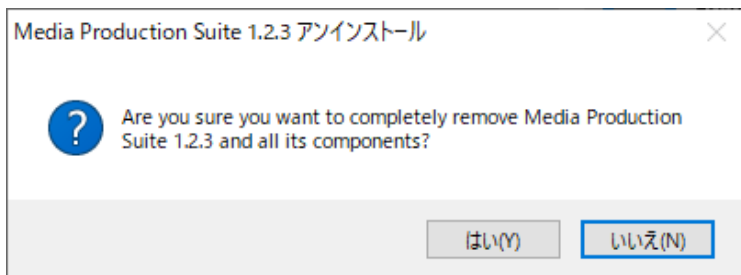 Media Production Suite 1.2.3 アンインストール
Are you sure you want to completely remove Media Production
Suite 1.2.3 and all its components?
はい(Y)
いいえ(N)